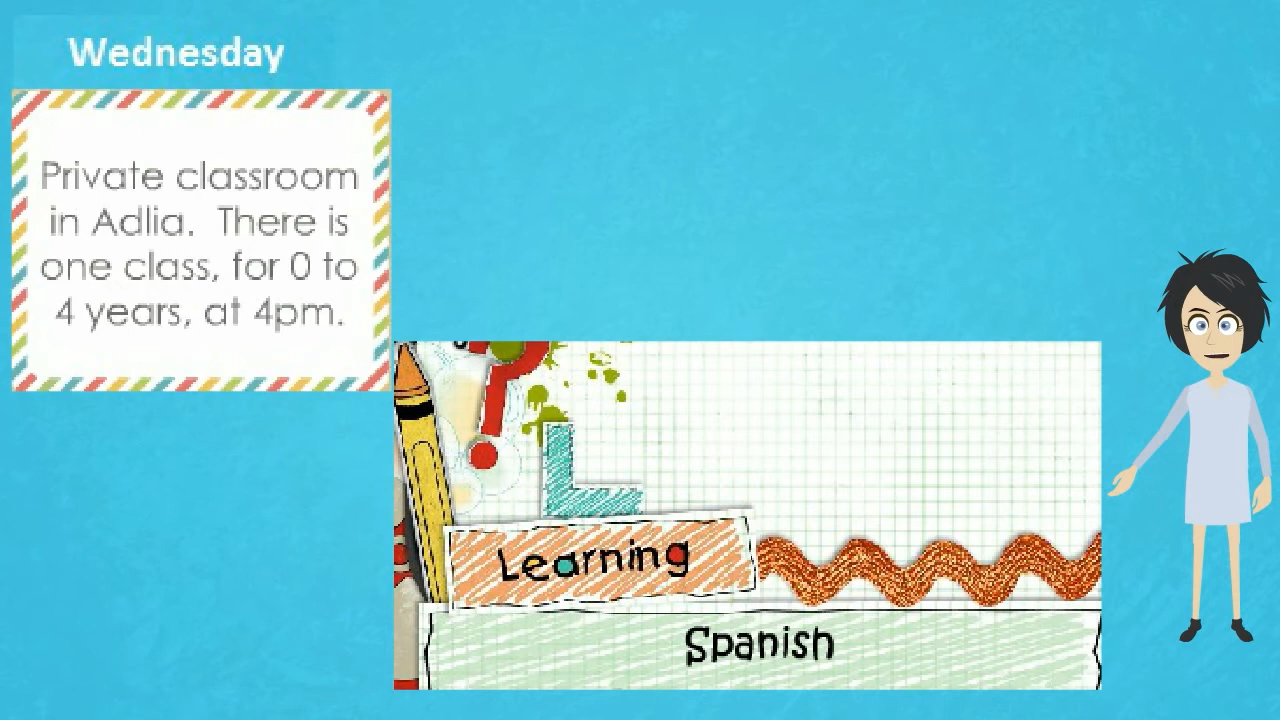 Wednesday
Private classroom
in Adlia. There is
one class, for 0 to
4 years, at 4pm.
L
Learning
Spanish